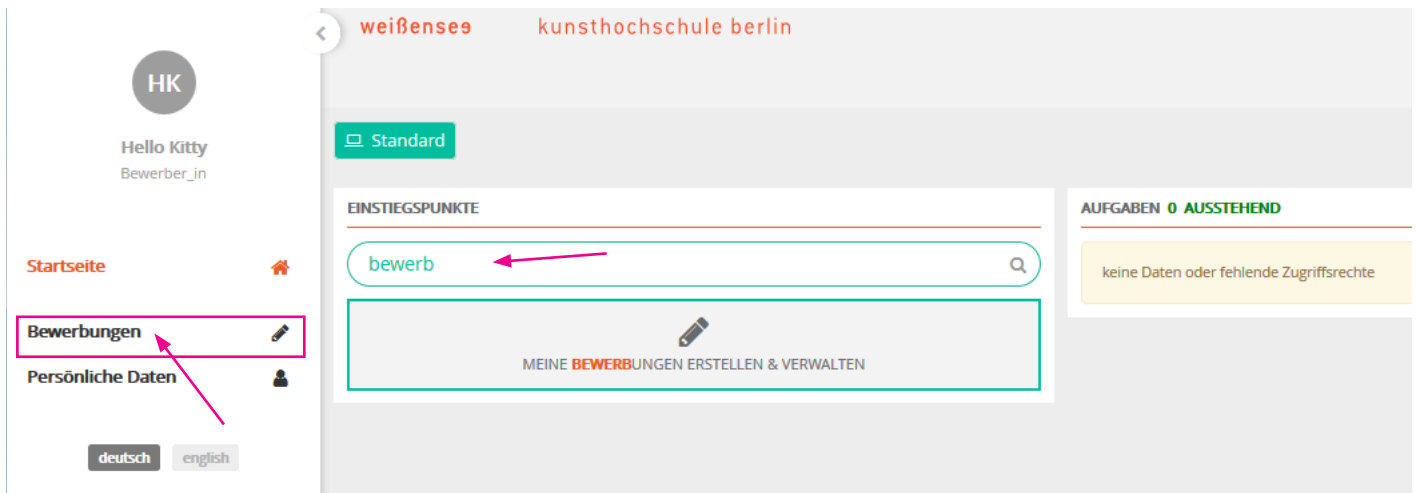 weißensee kunsthochschule berlin
HK
Hello Kitty
Bewerber_in
Startseite
Bewerbungen
Persönliche Daten
deutsch english
Standard
EINSTIEGSPUNKTE
bewerb
MEINE BEWERBUNGEN ERSTELLEN & VERWALTEN
AUFGABEN 0 AUSSTEHEND
keine Daten oder fehlende Zugriffsrechte